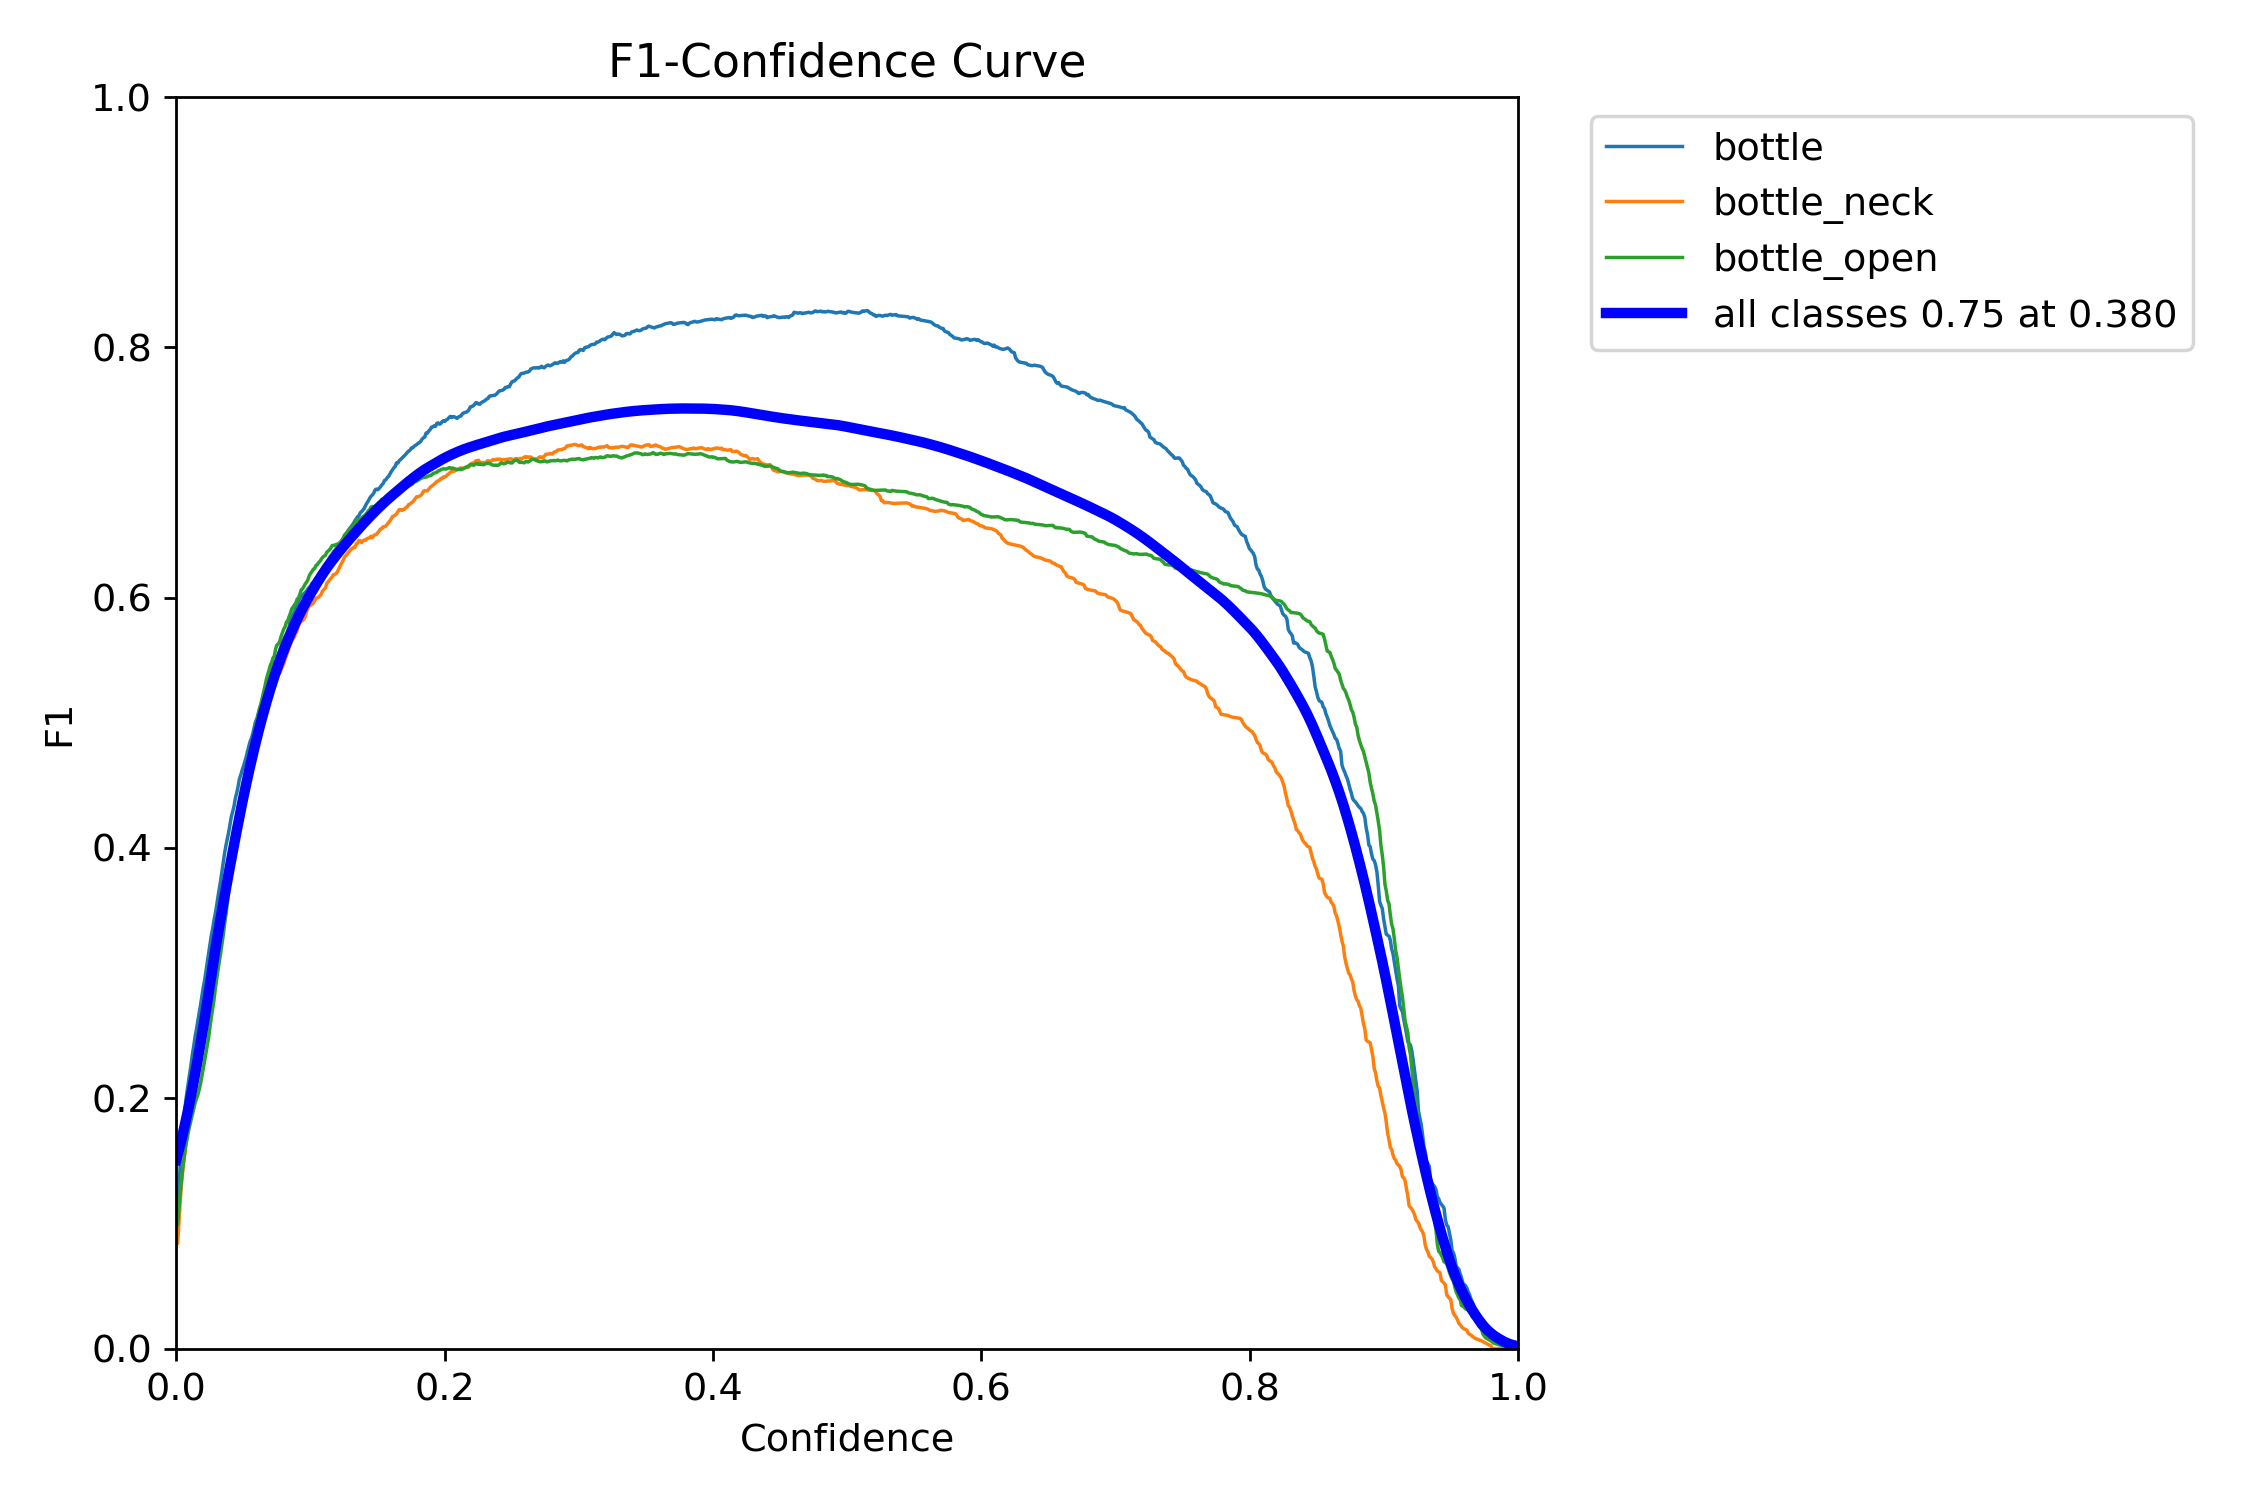 F1-Confidence Curve
1.0
0.8
0.6
0.4
0.2
0.0
F1
0.0 0.2 0.4 0.6 0.8 1.0
Confidence
bottle
bottle_neck
bottle_open
all classes 0.75 at 0.380